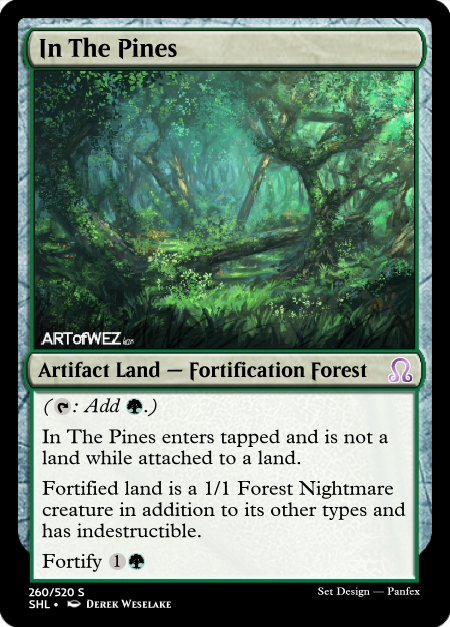 In The Pines
ARTofWEZ
Artifact Land — Fortification Forest
(T: Add G.)
In The Pines enters tapped and is not a
land while attached to a land.
Fortified land is a 1/1 Forest Nightmare
creature in addition to its other types and
has indestructible.
Fortify 1G
260/520 S
SHL • Derek Weselake
Set Design — Panfex